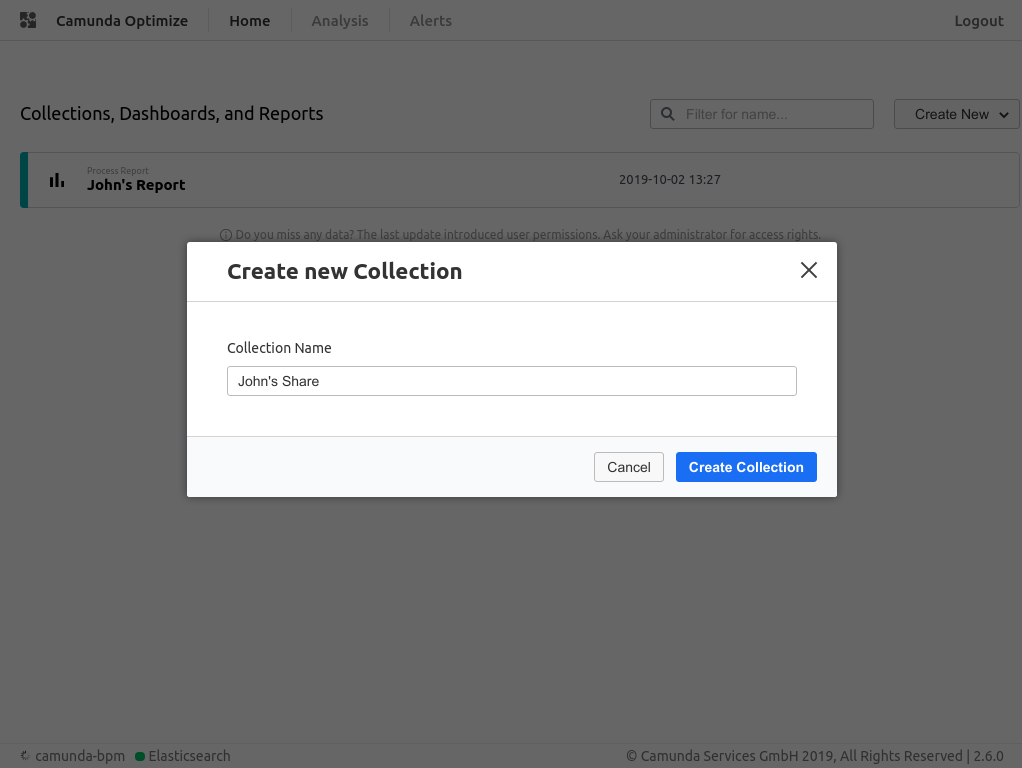 Camunda Optimize Home Analysis Alerts Logout
Collections, Dashboards, and Reports Filter for name... Create New
Process Report
John's Report 2019-10-02 13:27
Do you miss any data? The last update introduced user permissions. Ask your administrator for access rights.
Create new Collection
Collection Name
John's Share
Cancel Create Collection
camunda-bpm Elasticsearch © Camunda Services GmbH 2019, All Rights Reserved | 2.6.0